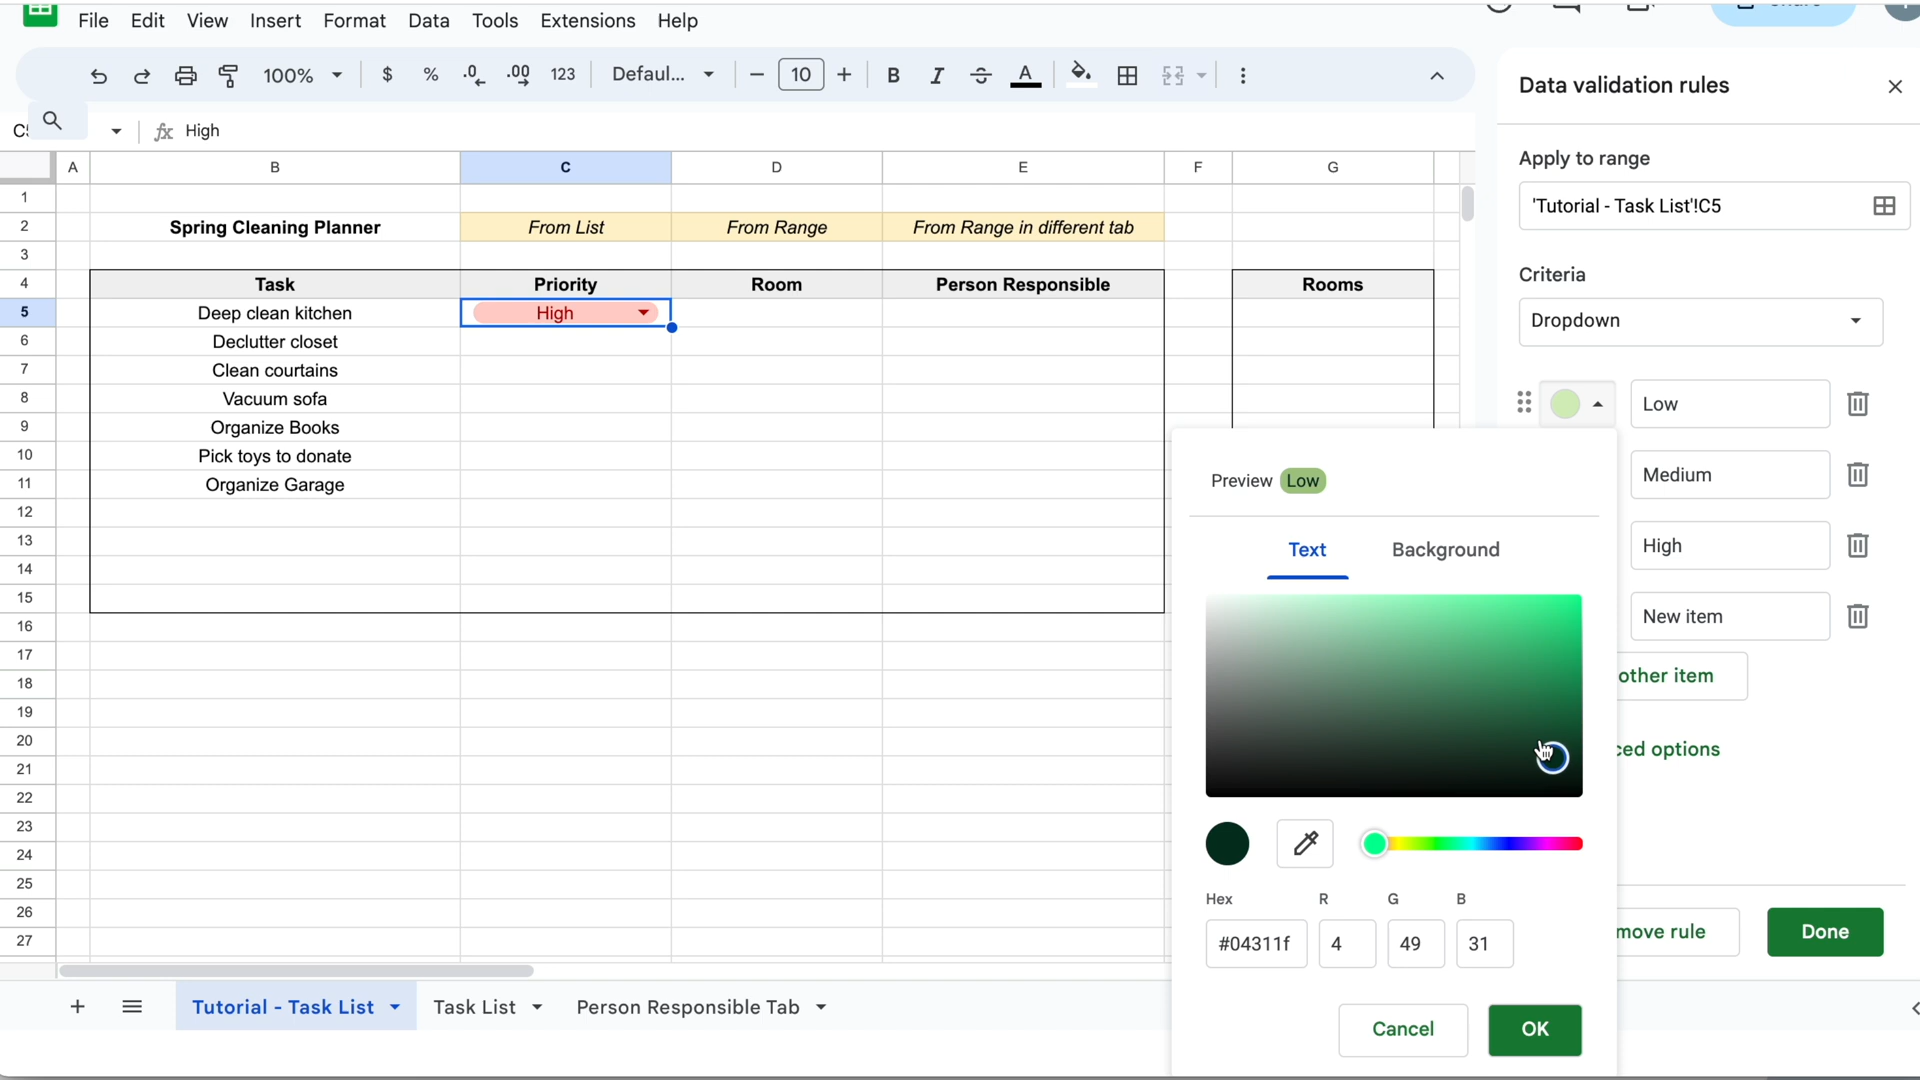 File Edit View Insert Format Data Tools Extensions Help
100% $ % .0 .00 123 Defaul... 10 B I A
Data validation rules
fx High
Apply to range
'Tutorial - Task List'!C5
A B C D E F G
1
2 Spring Cleaning Planner From List From Range From Range in different tab
3
4 Task Priority Room Person Responsible Rooms
5 Deep clean kitchen High
6 Declutter closet
7 Clean courtains
8 Vacuum sofa
9 Organize Books
10 Pick toys to donate
11 Organize Garage
12
13
14
15
16
17
18
19
20
21
22
23
24
25
26
27
Criteria
Dropdown
Low
Medium
High
New item
other item
ced options
move rule Done
Preview Low
Text Background
Hex R G B
#04311f 4 49 31
Cancel OK
Tutorial - Task List Task List Person Responsible Tab